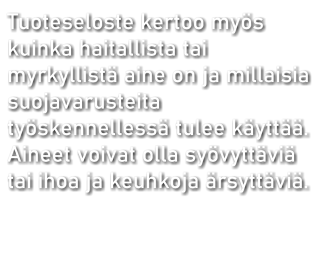 Tuoteseloste kertoo myös
kuinka haitallista tai
myrkyllistä aine on ja millaisia
suojavarusteita
työskennellessä tulee käyttää.
Aineet voivat olla syövyttäviä
tai ihoa ja keuhkoja ärsyttäviä.